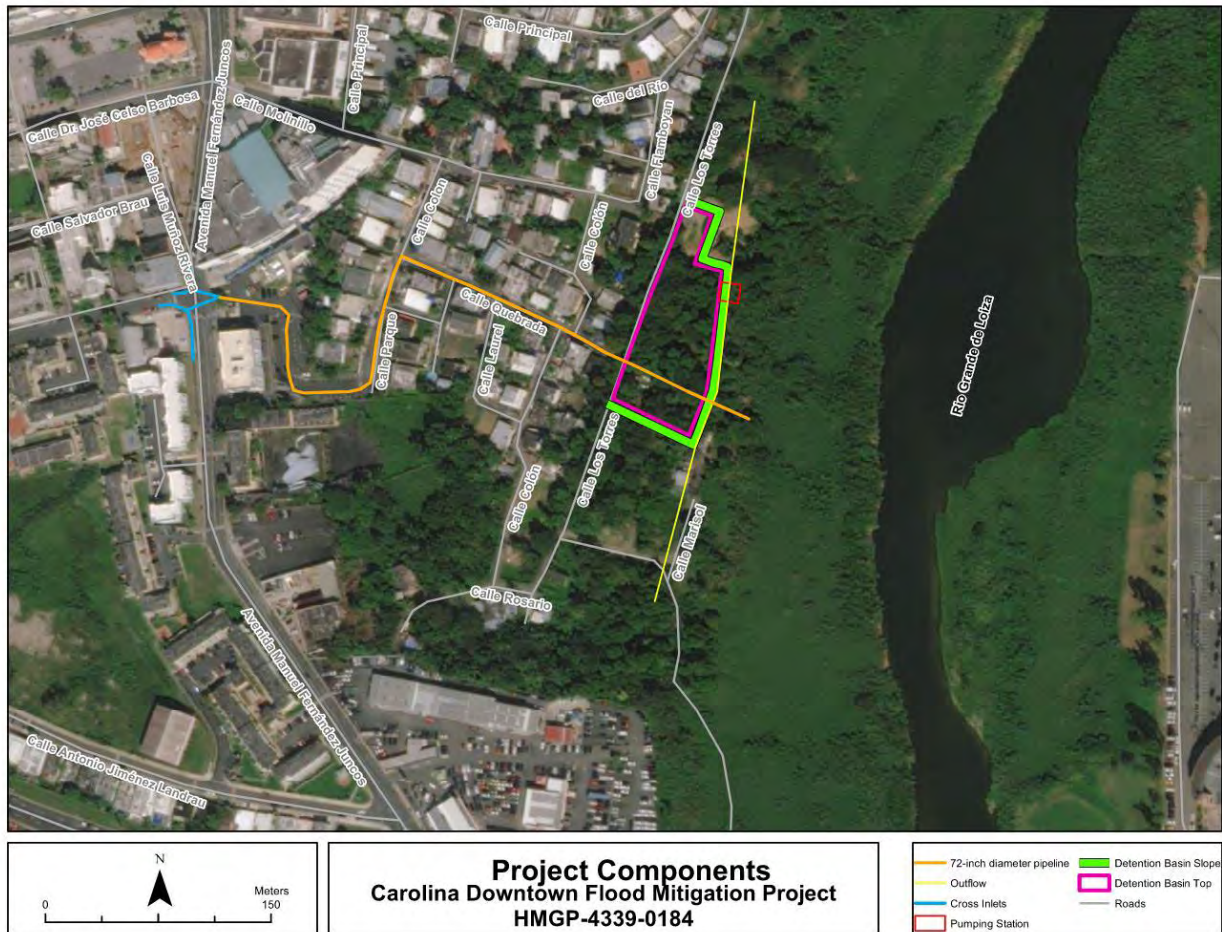 Calle Principal
Calle Principal
Calle del Río
Calle Dr. José Celso Barbosa
Calle Molinillo
Avenida Manuel Fernández Juncos
Calle Flamboyan
Calle Los Torres
Calle Luis Muñoz Rivera
Calle Salvador Brau
Calle Colon
Calle Colón
Calle Quebrada
Calle Parque
Calle Laurel
Río Grande de Loiza
Calle Los Torres
Calle Colón
Calle Marisol
Calle Rosario
Avenida Manuel Fernández Juncos
Calle Antonio Jiménez Landrau
N
Meters
0
150
Project Components
Carolina Downtown Flood Mitigation Project
HMGP-4339-0184
72-inch diameter pipeline
Outflow
Cross Inlets
Pumping Station
Detention Basin Slope
Detention Basin Top
Roads